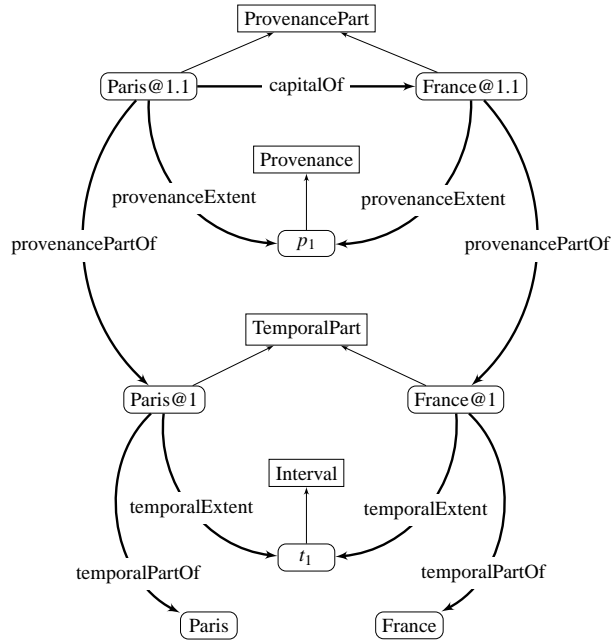 ProvenancePart
Paris@1.1 capitalOf France@1.1
Provenance
provenanceExtent provenanceExtent
provenancePartOf p1 provenancePartOf
TemporalPart
Paris@1 France@1
Interval
temporalExtent temporalExtent
t1
temporalPartOf temporalPartOf
Paris France